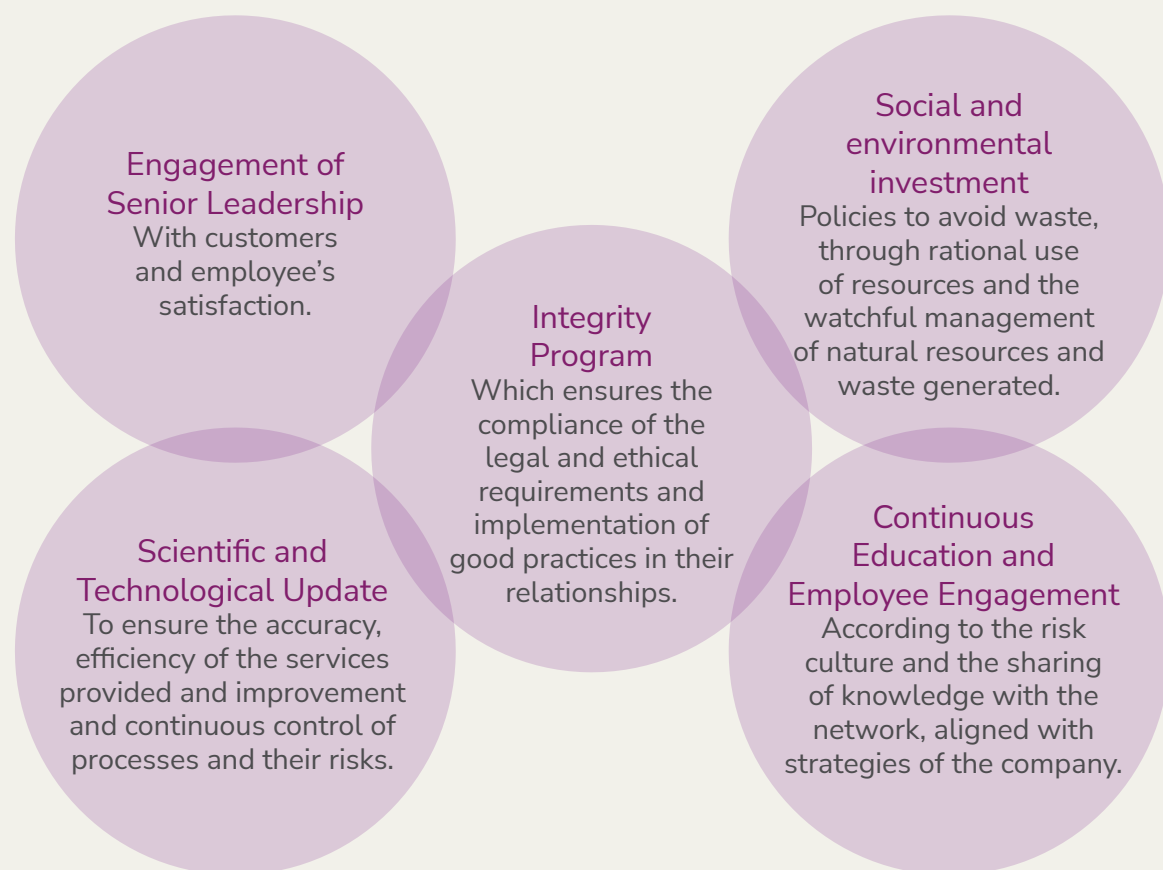 Engagement of
Senior Leadership
With customers
and employee’s
satisfaction.
Social and
environmental
investment
Policies to avoid waste,
through rational use
of resources and the
watchful management
of natural resources and
waste generated.
Integrity
Program
Which ensures the
compliance of the
legal and ethical
requirements and
implementation of
good practices in their
relationships.
Scientific and
Technological Update
To ensure the accuracy,
efficiency of the services
provided and improvement
and continuous control of
processes and their risks.
Continuous
Education and
Employee Engagement
According to the risk
culture and the sharing
of knowledge with the
network, aligned with
strategies of the company.